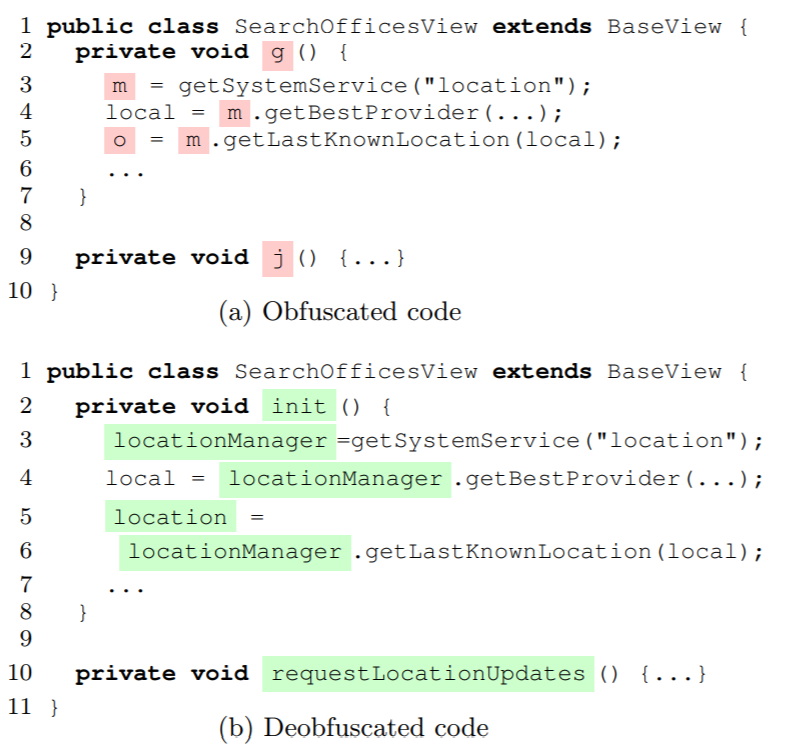 1 public class SearchOfficesView extends BaseView {
2 private void g() {
3 m = getSystemService("location");
4 local = m.getBestProvider(...);
5 o = m.getLastKnownLocation(local);
6 ...
7 }
8
9 private void j() {...}
10 }
(a) Obfuscated code
1 public class SearchOfficesView extends BaseView {
2 private void init() {
3 locationManager=getSystemService("location");
4 local = locationManager.getBestProvider(...);
5 location =
6 locationManager.getLastKnownLocation(local);
7 ...
8 }
9
10 private void requestLocationUpdates() {...}
11 }
(b) Deobfuscated code